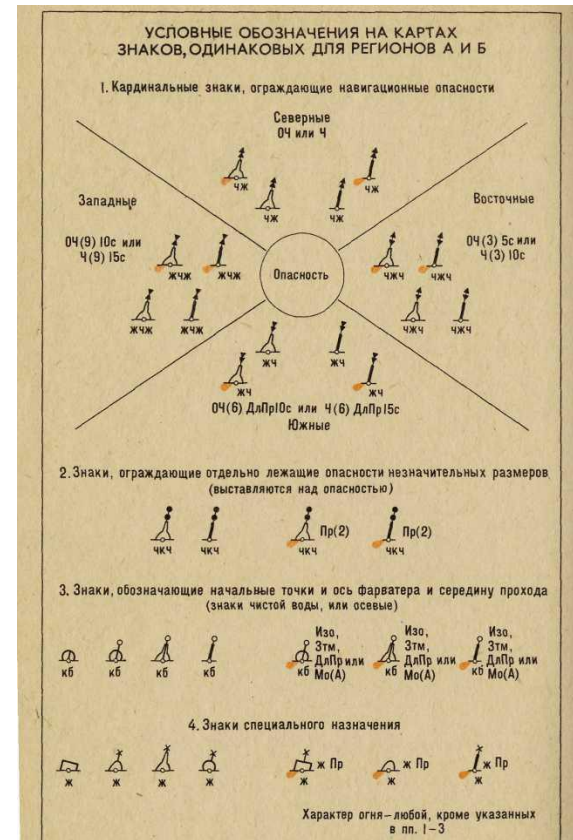 УСЛОВНЫЕ ОБОЗНАЧЕНИЯ НА КАРТАХ
ЗНАКОВ, ОДИНАКОВЫХ ДЛЯ РЕГИОНОВ А И Б
1. Кардинальные знаки, ограждающие навигационные опасности
Северные
ОЧ или Ч
ЧЖ
ЧЖ
ЧЖ
ЧЖ
Западные
ОЧ(9) 10с или
Ч(9) 15с
ЖЧЖ
ЖЧЖ
ЖЧЖ
ЖЧЖ
Опасность
Восточные
ОЧ(3) 5с или
Ч(3) 10с
ЧЖЧ
ЧЖЧ
ЧЖЧ
ЧЖЧ
ЖЧ
ЖЧ
ЖЧ
ЖЧ
ОЧ(6) ДлПр10с или Ч(6) ДлПр15с
Южные
2. Знаки, ограждающие отдельно лежащие опасности незначительных размеров
(выставляются над опасностью)
Пр(2) Пр(2)
ЧКЧ ЧКЧ ЧКЧ ЧКЧ
3. Знаки, обозначающие начальные точки и ось фарватера и середину прохода
(знаки чистой воды, или осевые)
Изо, Изо, Изо,
Зтм, Зтм, Зтм,
ДлПр или ДлПр или ДлПр или
кб кб кб кб кб Мо(А) кб Мо(А) кб Мо(А)
4. Знаки специального назначения
ж Пр ж Пр ж Пр
ж ж ж ж ж ж ж
Характер огня – любой, кроме указанных
в пп. 1–3